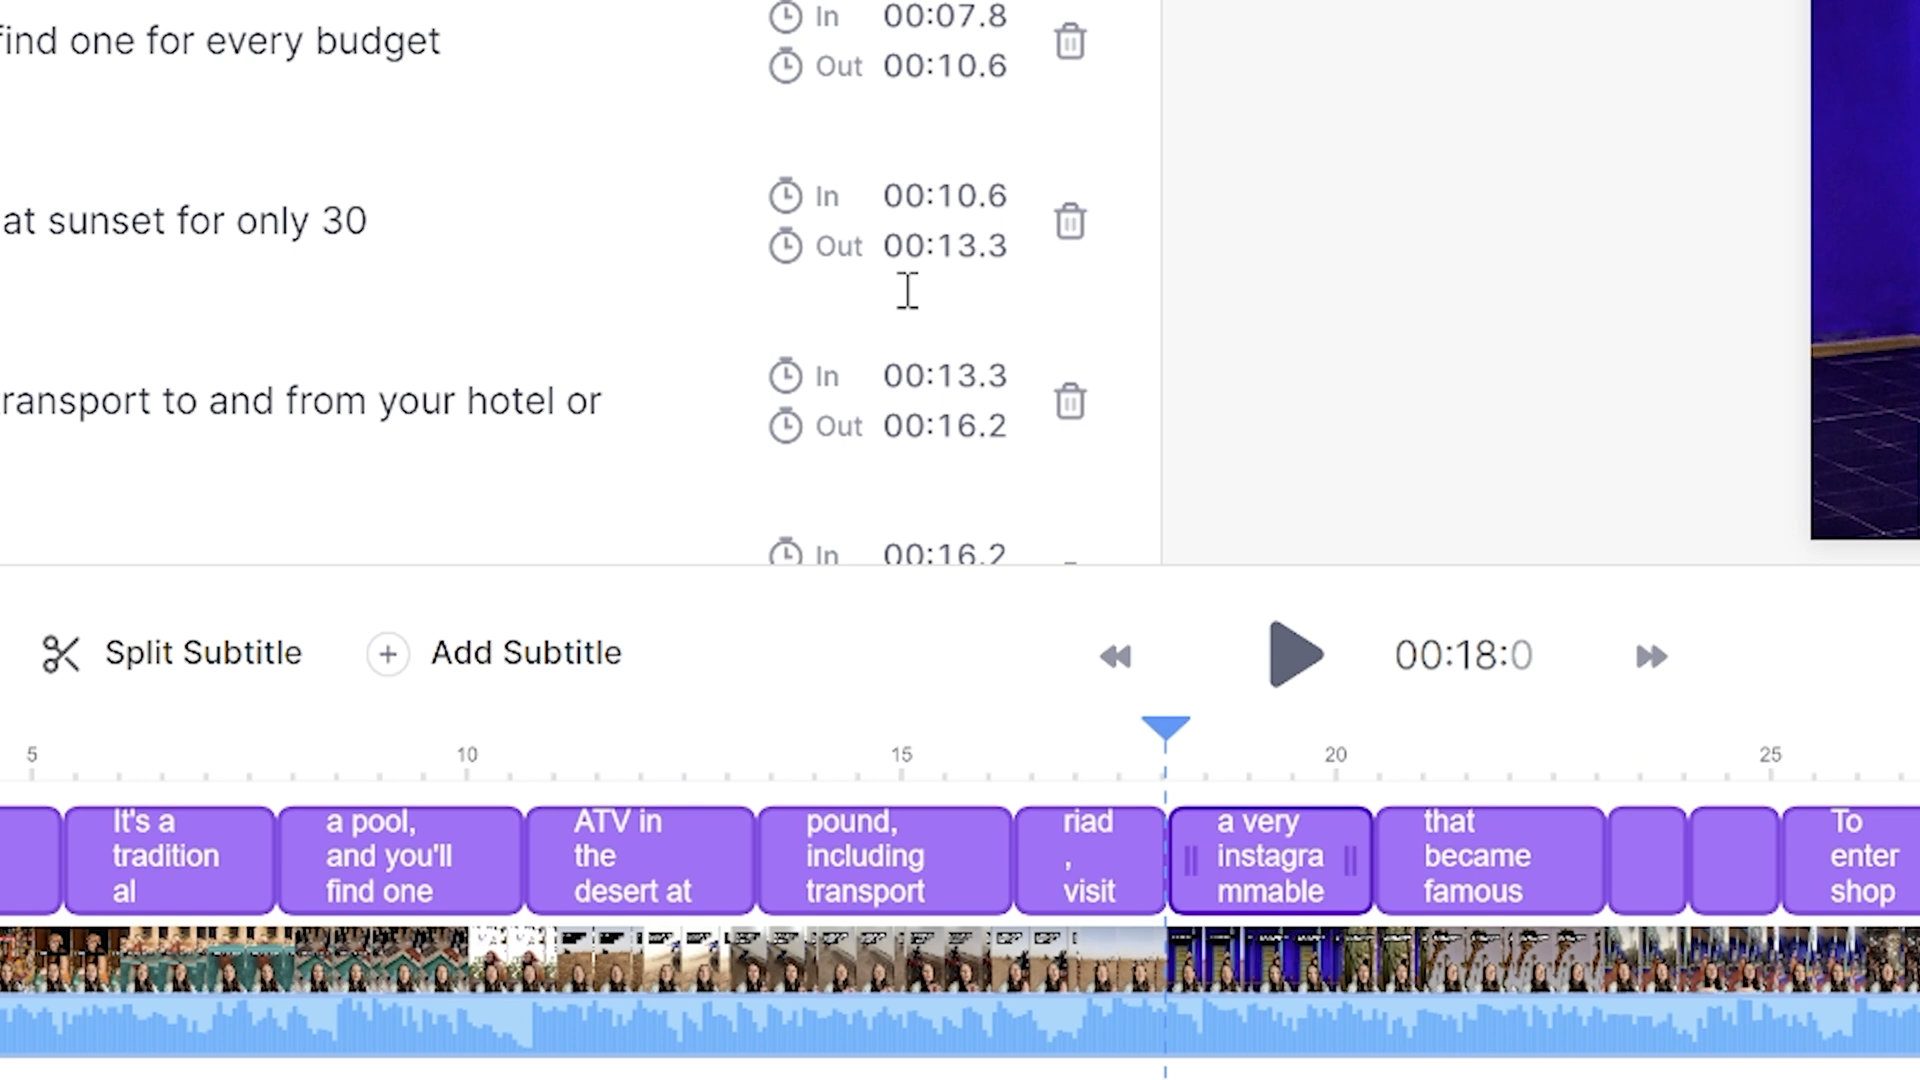 In 00:07.8
find one for every budget
Out 00:10.6
In 00:10.6
at sunset for only 30
Out 00:13.3
In 00:13.3
ransport to and from your hotel or
Out 00:16.2
In 00:16.2
Split Subtitle Add Subtitle 00:18:0
5 10 15 20 25
It's a
tradition
al
a pool,
and you'll
find one
ATV in
the
desert at
pound,
including
transport
riad
,
visit
a very
instagra
mmable
that
became
famous
To
enter
shop